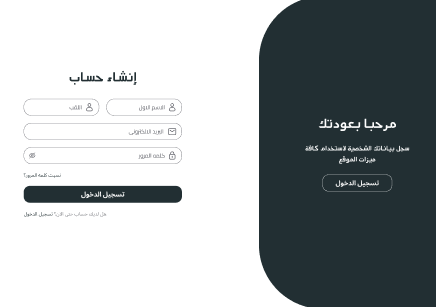 مرحبا بعودتك
سجل بياناتك الشخصية لاستخدام كافة
ميزات الموقع
تسجيل الدخول
إنشاء حساب
الاسم الاول
اللقب
البريد الالكتروني
كلمة المرور
نسيت كلمة المرور؟
تسجيل الدخول
هل لديك حساب حتى الآن؟ تسجيل الدخول